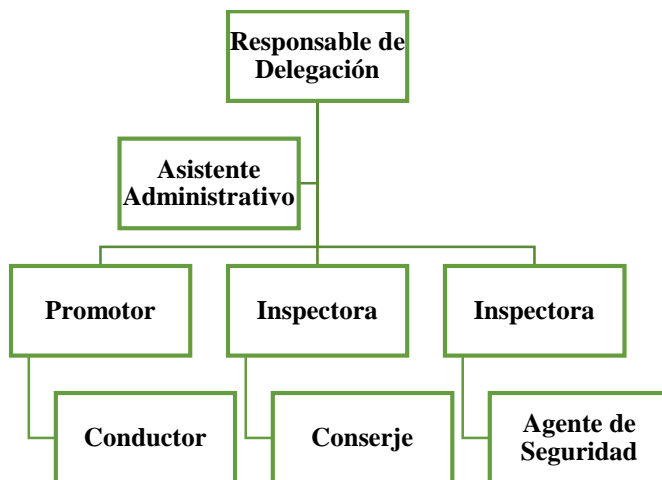 Responsable de
Delegación
Asistente
Administrativo
Promotor
Inspectora
Inspectora
Conductor
Conserje
Agente de
Seguridad